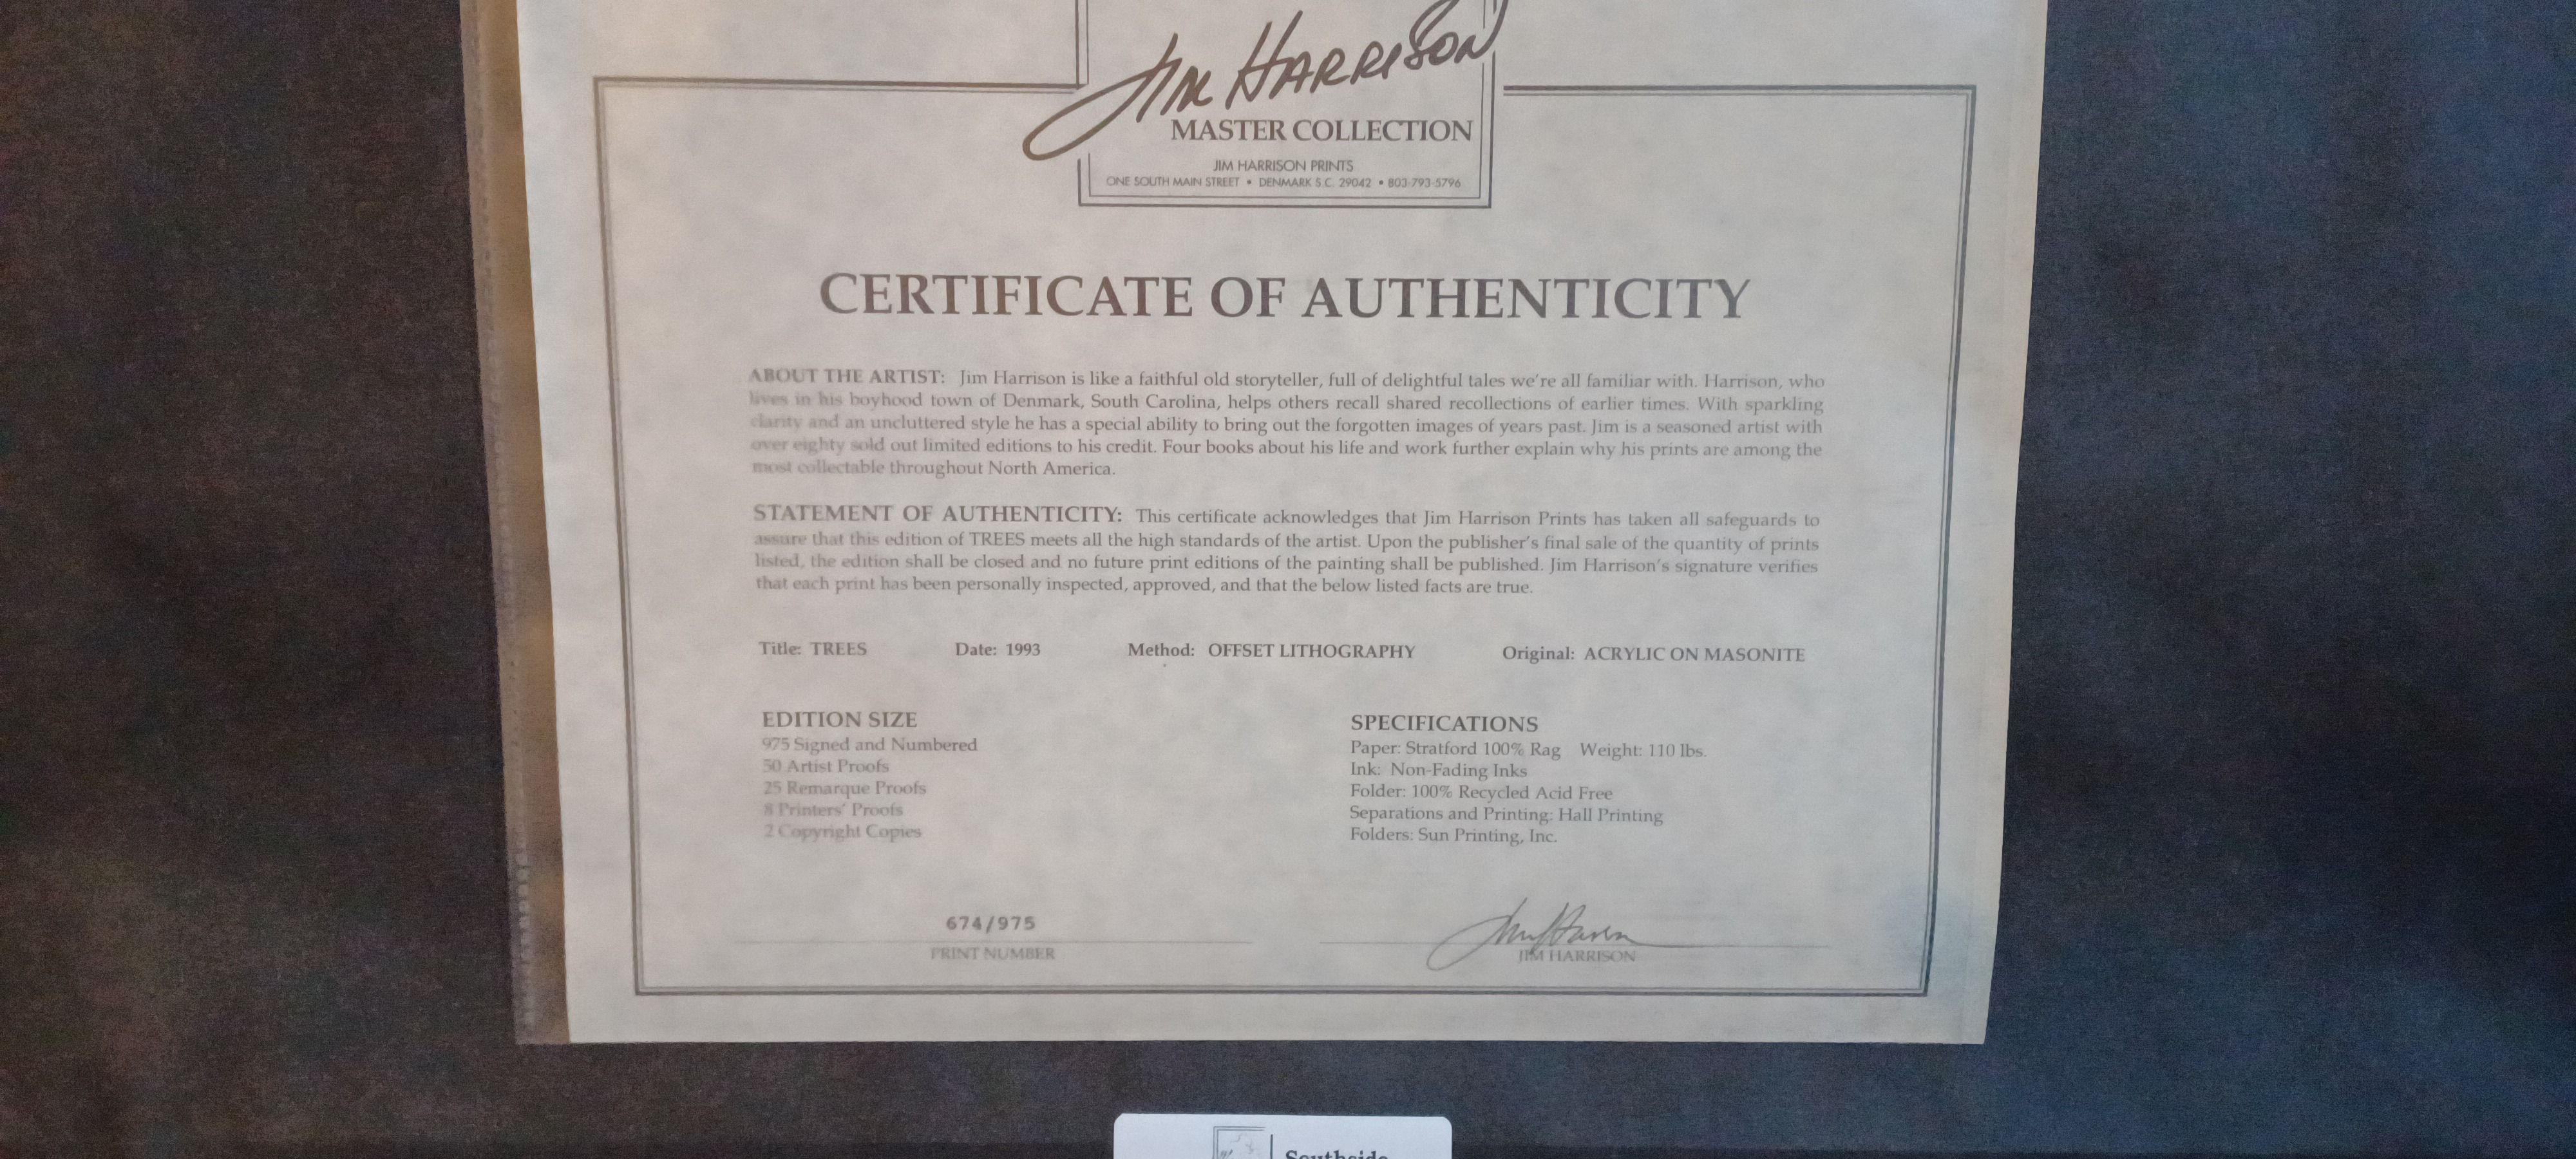 JIM HARRISON
MASTER COLLECTION
JIM HARRISON PRINTS
ONE SOUTH MAIN STREET • DENMARK S.C. 29042 • 803-793-5796
CERTIFICATE OF AUTHENTICITY
ABOUT THE ARTIST: Jim Harrison is like a faithful old storyteller, full of delightful tales we're all familiar with. Harrison, who
lives in his boyhood town of Denmark, South Carolina, helps others recall shared recollections of earlier times. With sparkling
clarity and an uncluttered style he has a special ability to bring out the forgotten images of years past. Jim is a seasoned artist with
over eighty sold out limited editions to his credit. Four books about his life and work further explain why his prints are among the
most collectable throughout North America.
STATEMENT OF AUTHENTICITY: This certificate acknowledges that Jim Harrison Prints has taken all safeguards to
assure that this edition of TREES meets all the high standards of the artist. Upon the publisher's final sale of the quantity of prints
listed, the edition shall be closed and no future print editions of the painting shall be published. Jim Harrison's signature verifies
that each print has been personally inspected, approved, and that the below listed facts are true.
Title: TREES Date: 1993 Method: OFFSET LITHOGRAPHY Original: ACRYLIC ON MASONITE
EDITION SIZE
975 Signed and Numbered
50 Artist Proofs
25 Remarque Proofs
8 Printers' Proofs
2 Copyright Copies
SPECIFICATIONS
Paper: Stratford 100% Rag Weight: 110 lbs.
Ink: Non-Fading Inks
Folder: 100% Recycled Acid Free
Separations and Printing: Hall Printing
Folders: Sun Printing, Inc.
674/975
PRINT NUMBER
Jim Harrison
JIM HARRISON
Southside